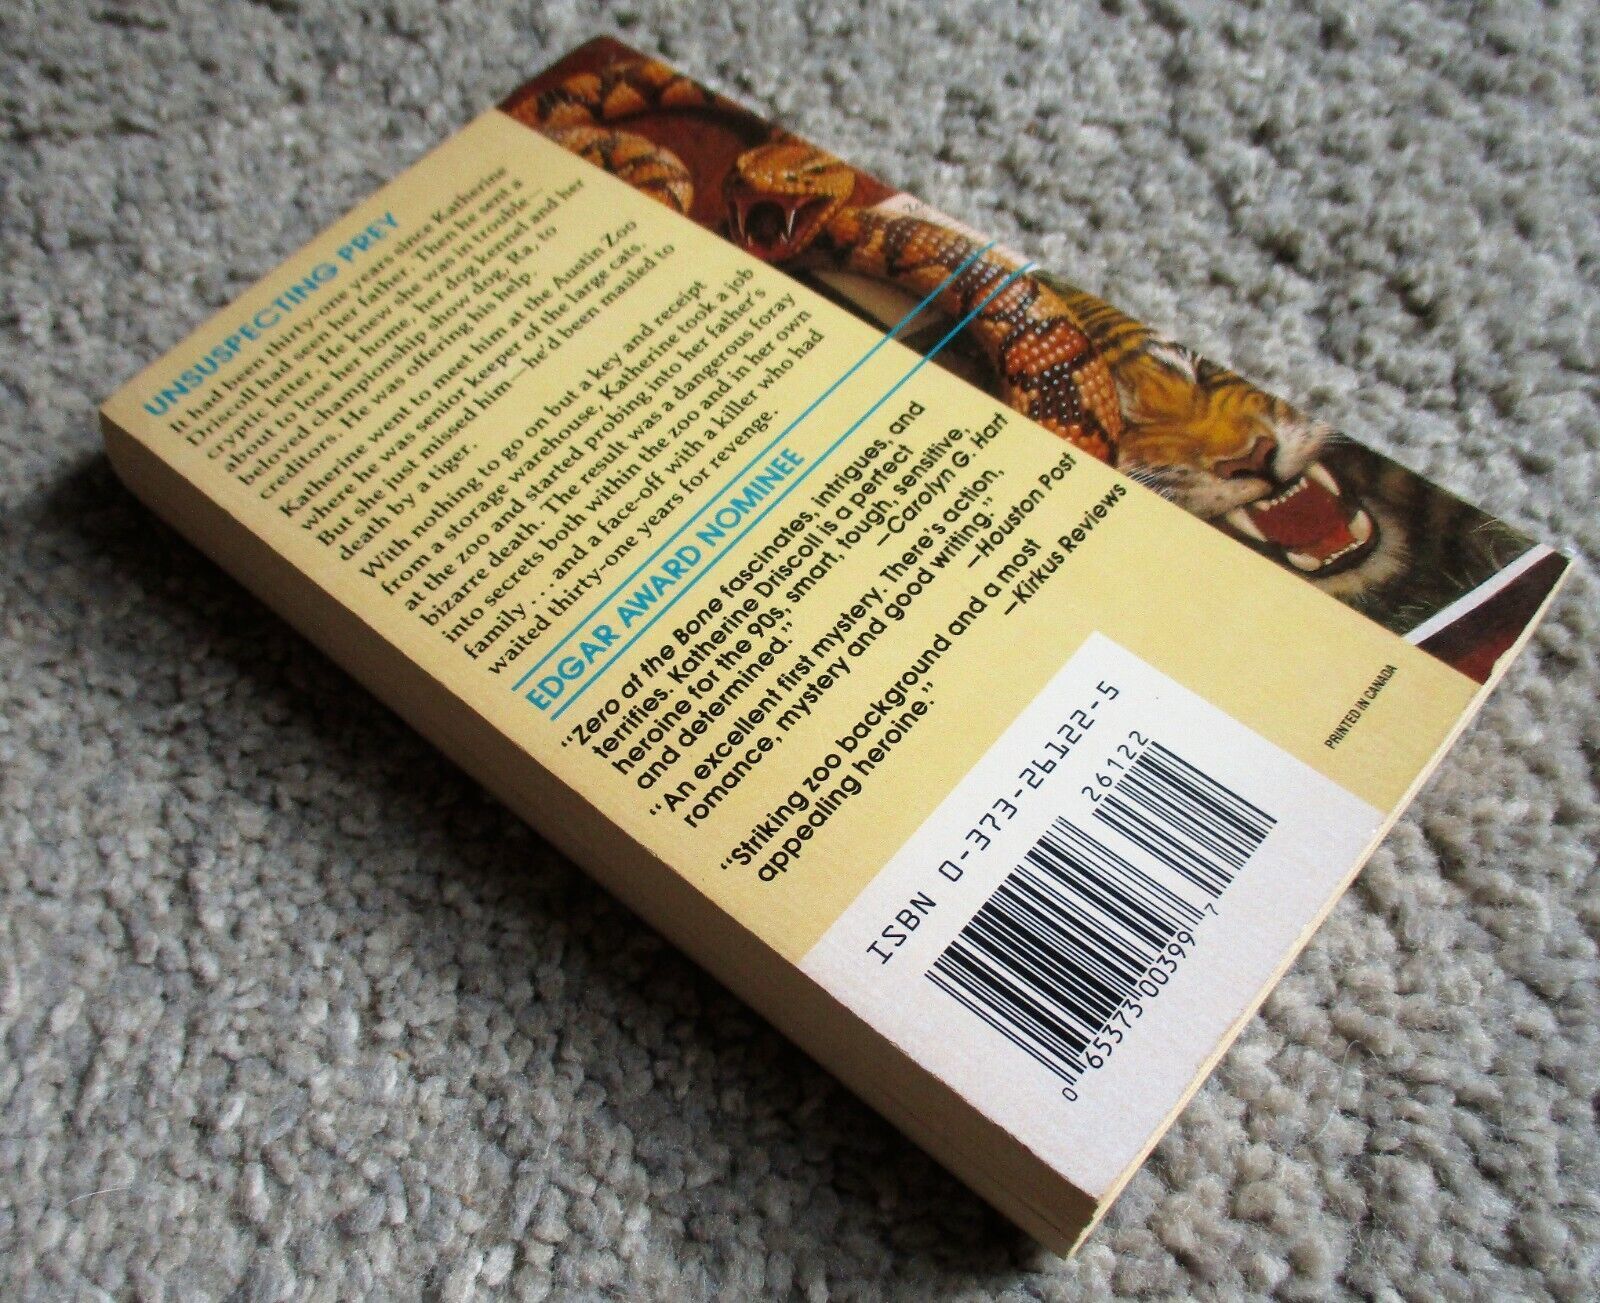 UNSUSPECTING PREY
It had been thirty-one years since Katherine
Driscoll had seen her father. Then he sent a
cryptic letter. He knew she was in trouble...
about to lose her home, her dog kennel and her
beloved championship show dog, Ra, to
creditors. He was offering his help.
Katherine went to meet him at the Austin Zoo
where he was senior keeper of the large cats.
But she just missed him—he'd been mauled to
death by a tiger.
With nothing to go on but a key and receipt
from a storage warehouse, Katherine took a job
at the zoo and started probing into her father's
bizarre death. The result was a dangerous foray
into secrets both within the zoo and in her own
family . . . and a face-off with a killer who had
waited thirty-one years for revenge.
EDGAR AWARD NOMINEE
"Zero at the Bone fascinates, intrigues, and
terrifies. Katherine Driscoll is a perfect
heroine for the 90s, smart, tough, sensitive,
and determined."
—Carolyn G. Hart
"An excellent first mystery. There's action,
romance, mystery and good writing."
—Houston Post
"Striking zoo background and a most
appealing heroine."
—Kirkus Reviews
PRINTED IN CANADA
ISBN 0-373-26122-5
26122
0 65373 00399 7